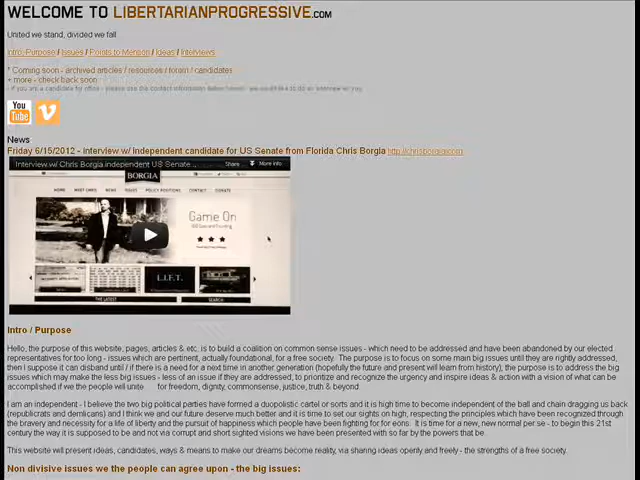 WELCOME TO LIBERTARIANPROGRESSIVE.COM
United we stand, divided we fall
Intro, Purpose / Issues / Points to Mention / Ideas / Interviews
* Coming soon - archived articles / resources / forum / candidates
+ more - check back soon
- if you are a candidate for office - please use the contact information below
You Tube
News
Friday 6/15/2012 - Interview w/ Independent candidate for US Senate from Florida Chris Borgia http://chrisborgia.com
Interview w/ Chris Borgia independent US Senate... Share... More info
BORGIA
HOME MEET CHRIS NEWS ISSUES POLICY POSITIONS CONTACT DONATE
Game On
L.I.F.T.
THE LATEST SEARCH
Intro / Purpose
Hello, the purpose of this website, pages, articles & etc. is to build a coalition on common sense issues - which need to be addressed and have been abandoned by our elected
representatives for too long - issues which are pertinent, actually foundational, for a free society. The purpose is to focus on some main big issues until they are rightly addressed,
then I suppose it can disband until / if there is a need for a next time in another generation (hopefully the future and present will learn from history), the purpose is to address the big
issues which may make the less big issues - less of an issue if they are addressed, to prioritize and recognize the urgency and inspire ideas & action with a vision of what can be
accomplished if we the people will unite for freedom, dignity, commonsense, justice, truth & beyond
I am an independent - I believe the two big political parties have formed a duopolistic cartel of sorts and it is high time to become independent of the ball and chain dragging us back
(republicrats and demlicans) and I think we and our future deserve much better and it is time to set our sights on high, respecting the principles which have been recognized through
the bravery and necessity for a life of liberty and the pursuit of happiness which people have been fighting for for eons. It is time for a new, new normal per se - to begin this 21st
century the way it is supposed to be and not via corrupt and short sighted visions we have been presented with so far by the powers that be
This website will present ideas, candidates, ways & means to make our dreams become reality, via sharing ideas openly and freely - the strengths of a free society.
Non divisive issues we the people can agree upon - the big issues: